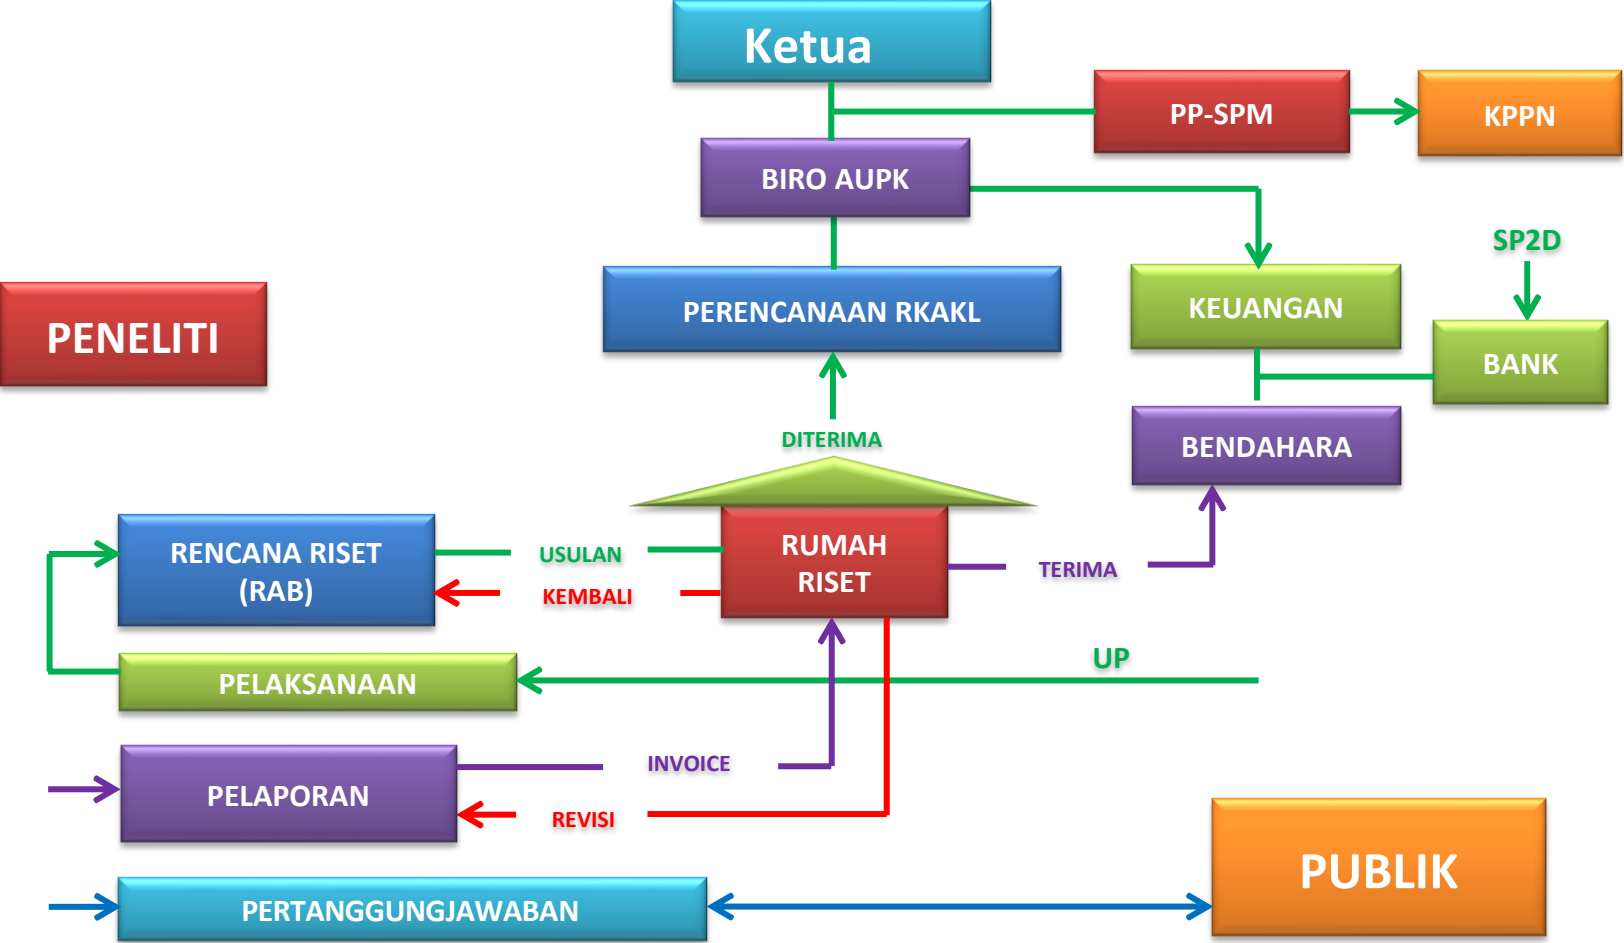 Ketua
PP-SPM
KPPN
BIRO AUPK
SP2D
PENELITI
PERENCANAAN RKAKL
KEUANGAN
BANK
DITERIMA
BENDAHARA
RENCANA RISET
(RAB)
USULAN
KEMBALI
RUMAH
RISET
TERIMA
UP
PELAKSANAAN
PELAPORAN
INVOICE
REVISI
PERTANGGUNGJAWABAN
PUBLIK